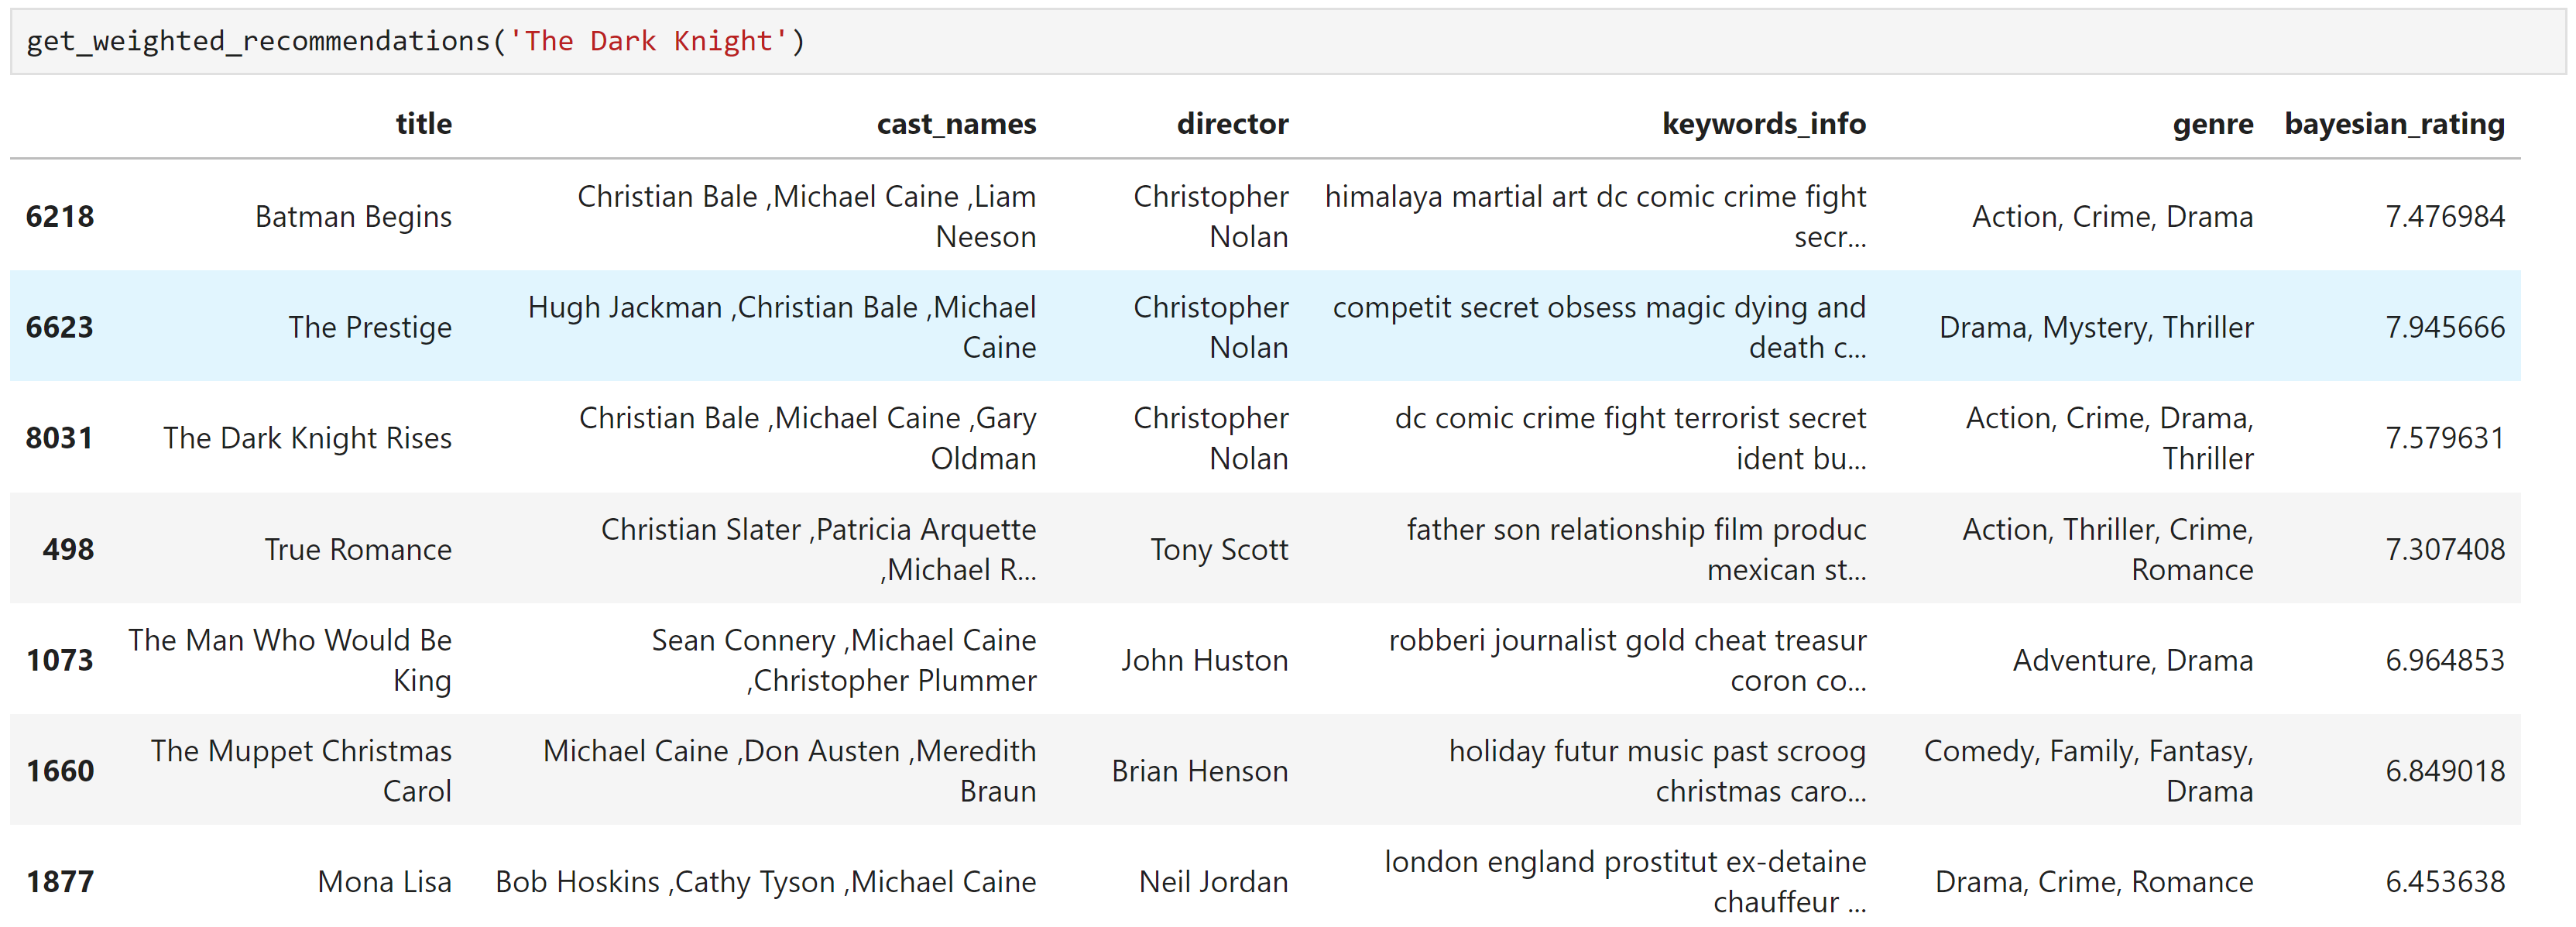 get_weighted_recommendations('The Dark Knight')
title cast_names director keywords_info genre bayesian_rating
6218 Batman Begins Christian Bale ,Michael Caine ,Liam Neeson Christopher Nolan himalaya martial art dc comic crime fight secr... Action, Crime, Drama 7.476984
6623 The Prestige Hugh Jackman ,Christian Bale ,Michael Caine Christopher Nolan competit secret obsess magic dying and death c... Drama, Mystery, Thriller 7.945666
8031 The Dark Knight Rises Christian Bale ,Michael Caine ,Gary Oldman Christopher Nolan dc comic crime fight terrorist secret ident bu... Action, Crime, Drama, Thriller 7.579631
498 True Romance Christian Slater ,Patricia Arquette ,Michael R... Tony Scott father son relationship film produc mexican st... Action, Thriller, Crime, Romance 7.307408
1073 The Man Who Would Be King Sean Connery ,Michael Caine ,Christopher Plummer John Huston robberi journalist gold cheat treasur coron co... Adventure, Drama 6.964853
1660 The Muppet Christmas Carol Michael Caine ,Don Austen ,Meredith Braun Brian Henson holiday futur music past scroog christmas caro... Comedy, Family, Fantasy, Drama 6.849018
1877 Mona Lisa Bob Hoskins ,Cathy Tyson ,Michael Caine Neil Jordan london england prostitut ex-detaine chauffeur ... Drama, Crime, Romance 6.453638